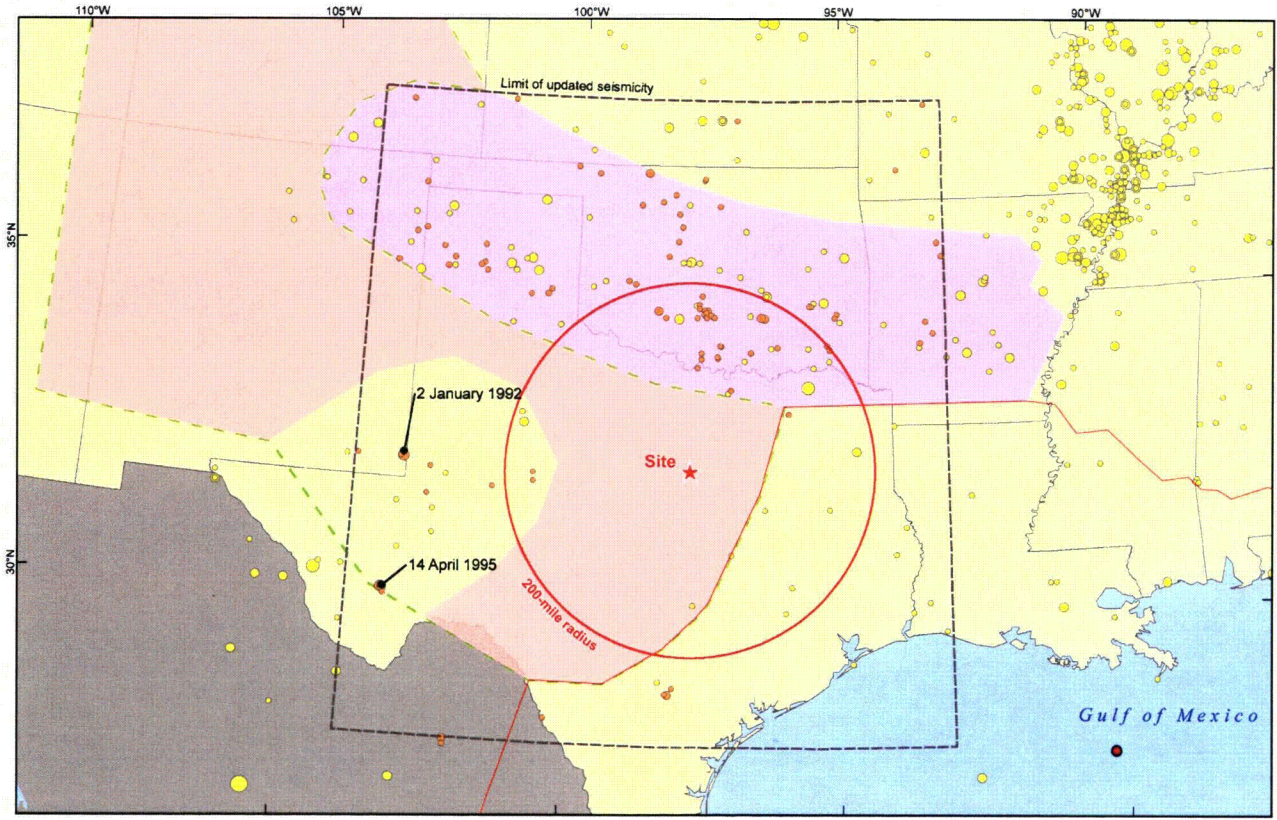 110°W
105°W
100°W
95°W
90°W
Limit of updated seismicity
35°N
2 January 1992
Site
30°N
14 April 1995
200-mile radius
Gulf of Mexico